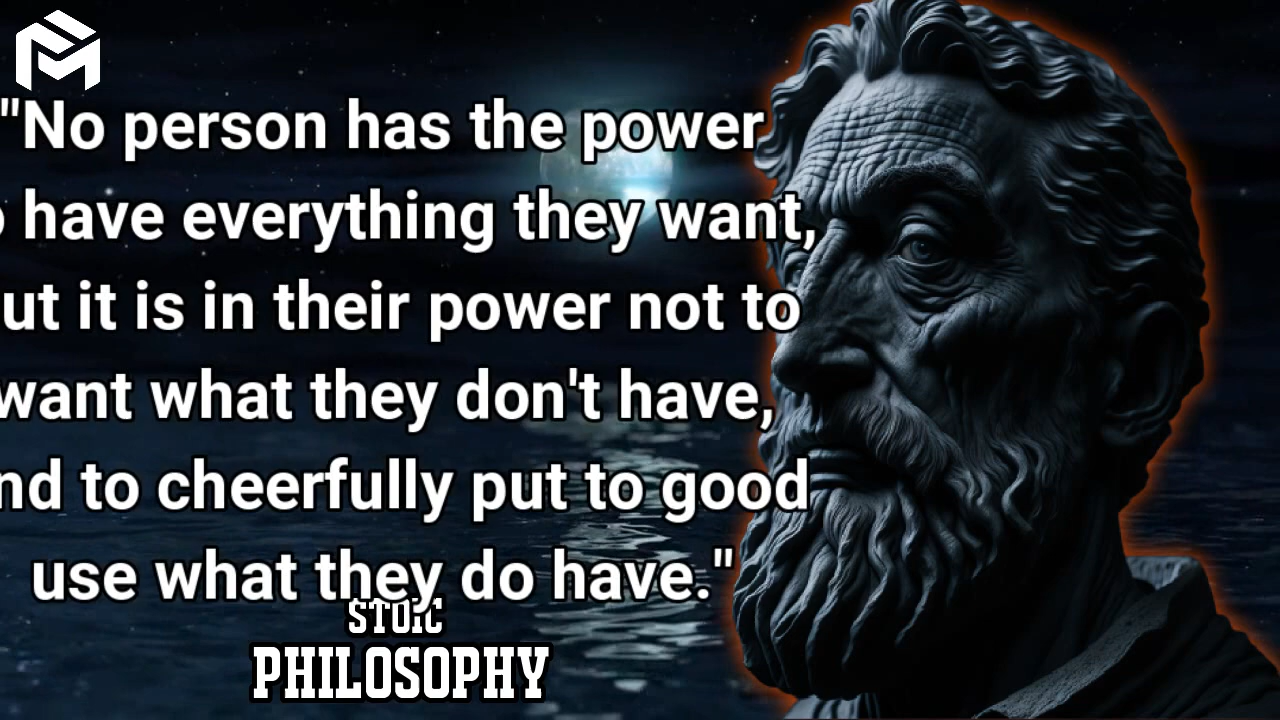 "No person has the power
o have everything they want,
ut it is in their power not to
want what they don't have,
nd to cheerfully put to good
use what they do have."
STOIC
PHILOSOPHY